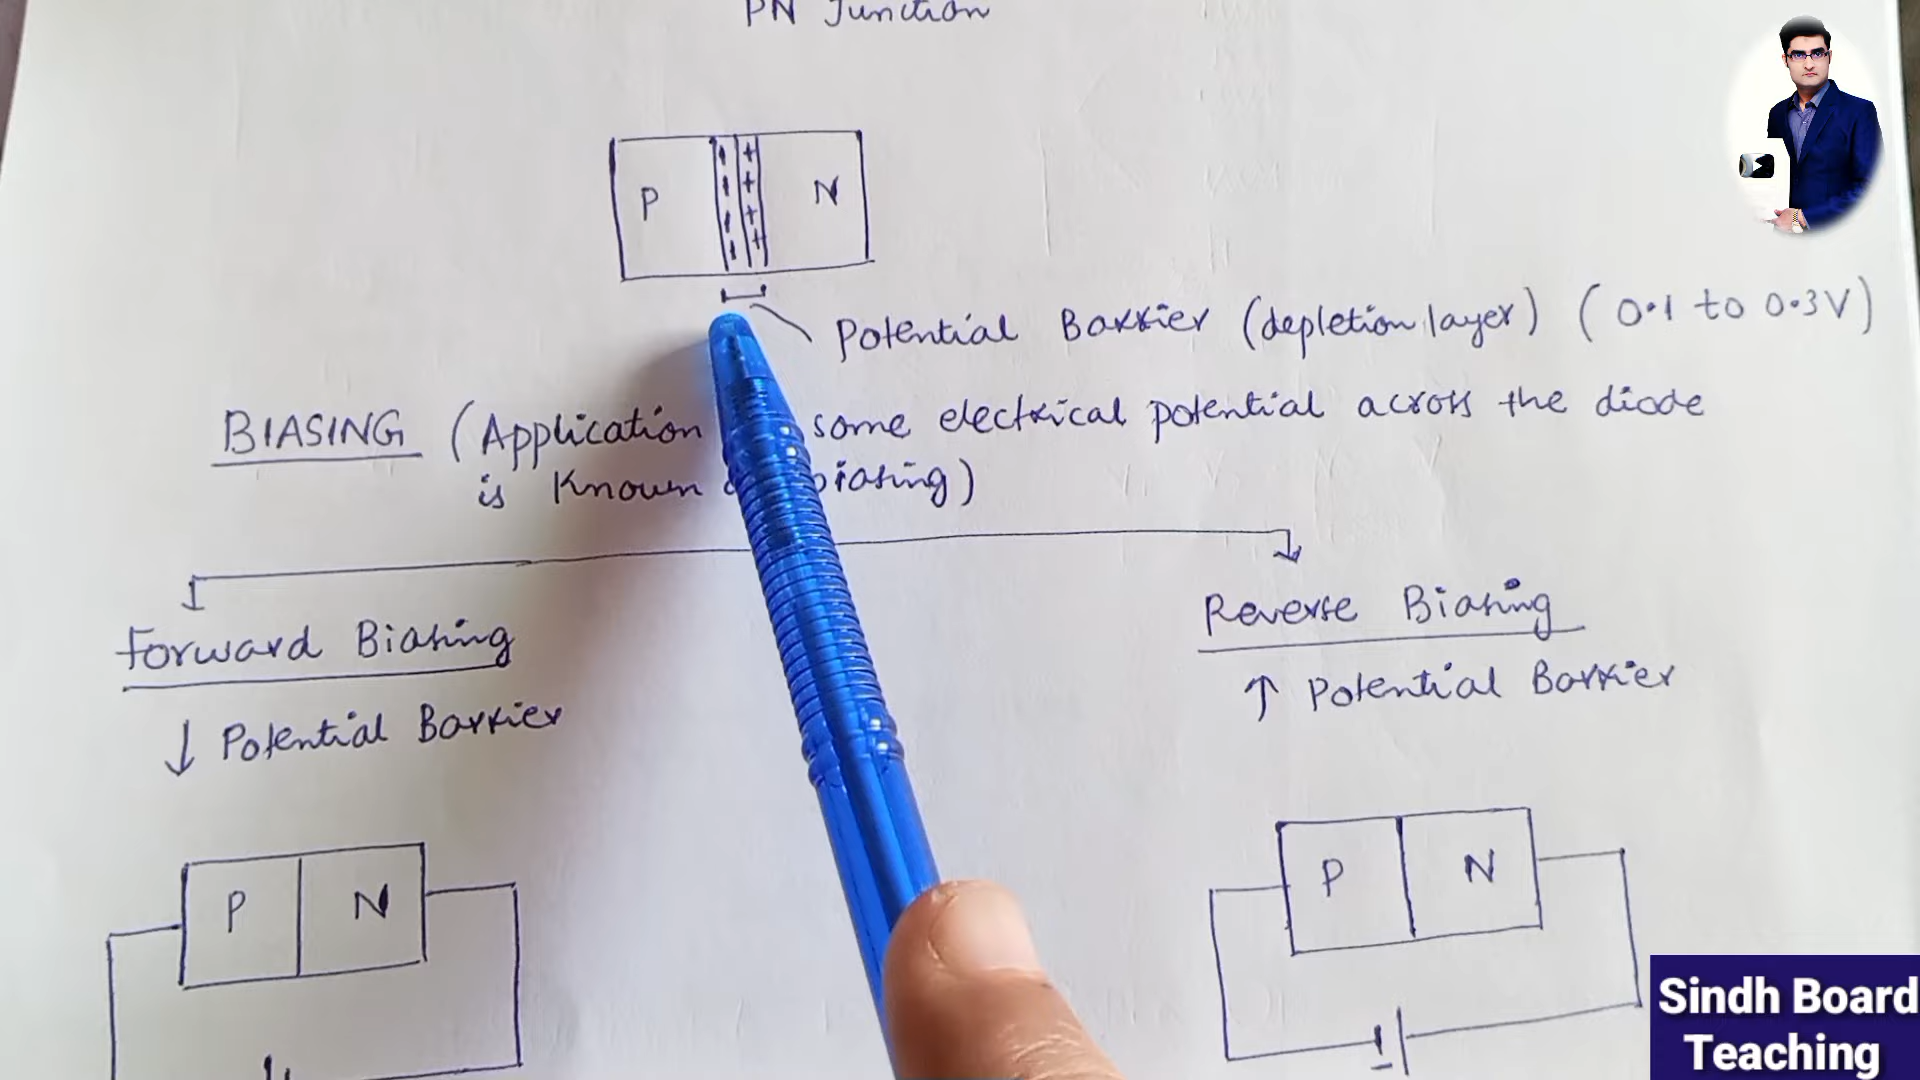 PN Junction
P
N
Potential Barrier (depletion layer) (0.1 to 0.3V)
BIASING (Application some electrical potential across the diode
is Known biasing)
Forward Biasing
Reverse Biasing
↓ Potential Barrier
↑ Potential Barrier
P N
P N
Sindh Board
Teaching